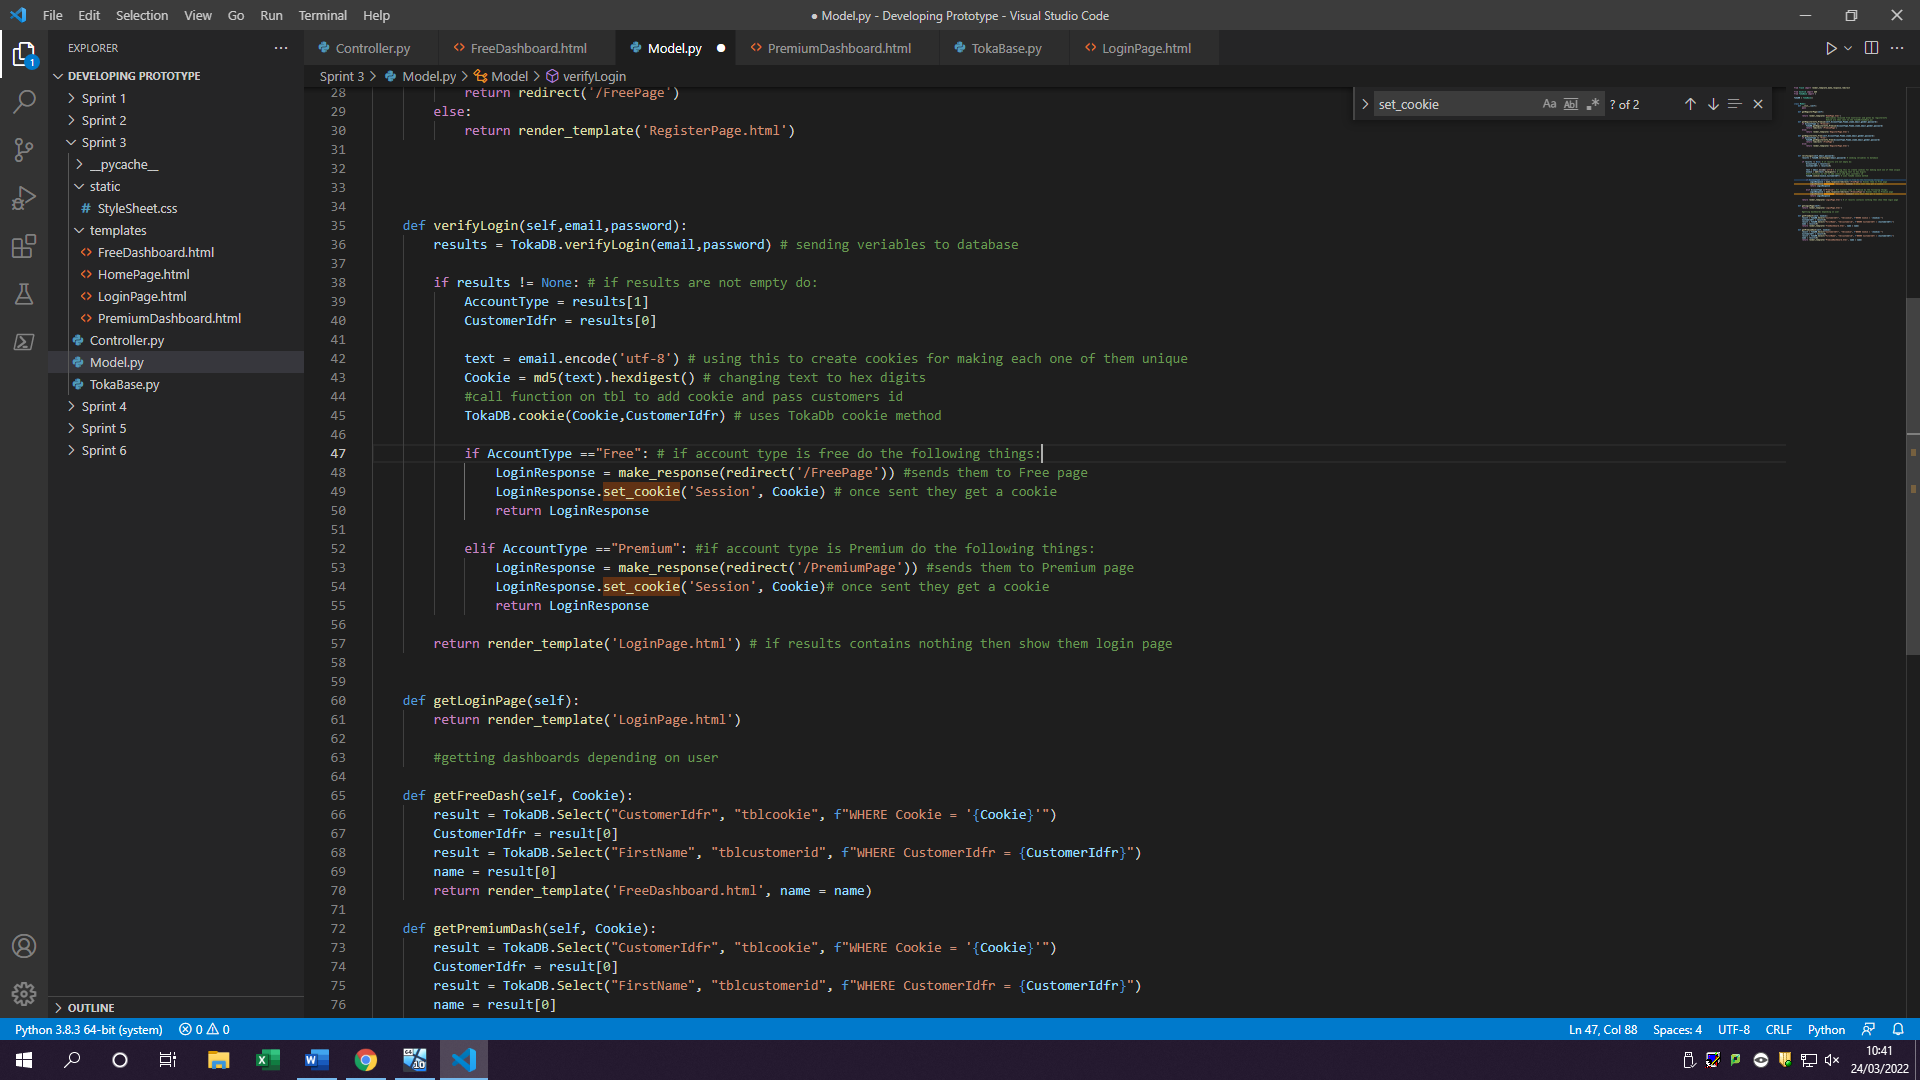 File Edit Selection View Go Run Terminal Help
● Model.py - Developing Prototype - Visual Studio Code
EXPLORER
Controller.py
FreeDashboard.html
Model.py
PremiumDashboard.html
TokaBase.py
LoginPage.html
DEVELOPING PROTOTYPE
Sprint 1
Sprint 2
Sprint 3
__pycache__
static
StyleSheet.css
templates
FreeDashboard.html
HomePage.html
LoginPage.html
PremiumDashboard.html
Controller.py
Model.py
TokaBase.py
Sprint 4
Sprint 5
Sprint 6
OUTLINE
Sprint 3 > Model.py > Model > verifyLogin
set_cookie Aa Abl .* ? of 2
28 return redirect('/FreePage')
29 else:
30 return render_template('RegisterPage.html')
31
32
33
34
35 def verifyLogin(self,email,password):
36 results = TokaDB.verifyLogin(email,password) # sending veriables to database
37
38 if results != None: # if results are not empty do:
39 AccountType = results[1]
40 CustomerIdfr = results[0]
41
42 text = email.encode('utf-8') # using this to create cookies for making each one of them unique
43 Cookie = md5(text).hexdigest() # changing text to hex digits
44 #call function on tbl to add cookie and pass customers id
45 TokaDB.cookie(Cookie,CustomerIdfr) # uses TokaDb cookie method
46
47 if AccountType =="Free": # if account type is free do the following things:
48 LoginResponse = make_response(redirect('/FreePage')) #sends them to Free page
49 LoginResponse.set_cookie('Session', Cookie) # once sent they get a cookie
50 return LoginResponse
51
52 elif AccountType =="Premium": #if account type is Premium do the following things:
53 LoginResponse = make_response(redirect('/PremiumPage')) #sends them to Premium page
54 LoginResponse.set_cookie('Session', Cookie)# once sent they get a cookie
55 return LoginResponse
56
57 return render_template('LoginPage.html') # if results contains nothing then show them login page
58
59
60 def getLoginPage(self):
61 return render_template('LoginPage.html')
62
63 #getting dashboards depending on user
64
65 def getFreeDash(self, Cookie):
66 result = TokaDB.Select("CustomerIdfr", "tblcookie", f"WHERE Cookie = '{Cookie}'")
67 CustomerIdfr = result[0]
68 result = TokaDB.Select("FirstName", "tblcustomerid", f"WHERE CustomerIdfr = {CustomerIdfr}")
69 name = result[0]
70 return render_template('FreeDashboard.html', name = name)
71
72 def getPremiumDash(self, Cookie):
73 result = TokaDB.Select("CustomerIdfr", "tblcookie", f"WHERE Cookie = '{Cookie}'")
74 CustomerIdfr = result[0]
75 result = TokaDB.Select("FirstName", "tblcustomerid", f"WHERE CustomerIdfr = {CustomerIdfr}")
76 name = result[0]
Python 3.8.3 64-bit (system) 0 0
Ln 47, Col 88 Spaces: 4 UTF-8 CRLF Python
10:41
24/03/2022